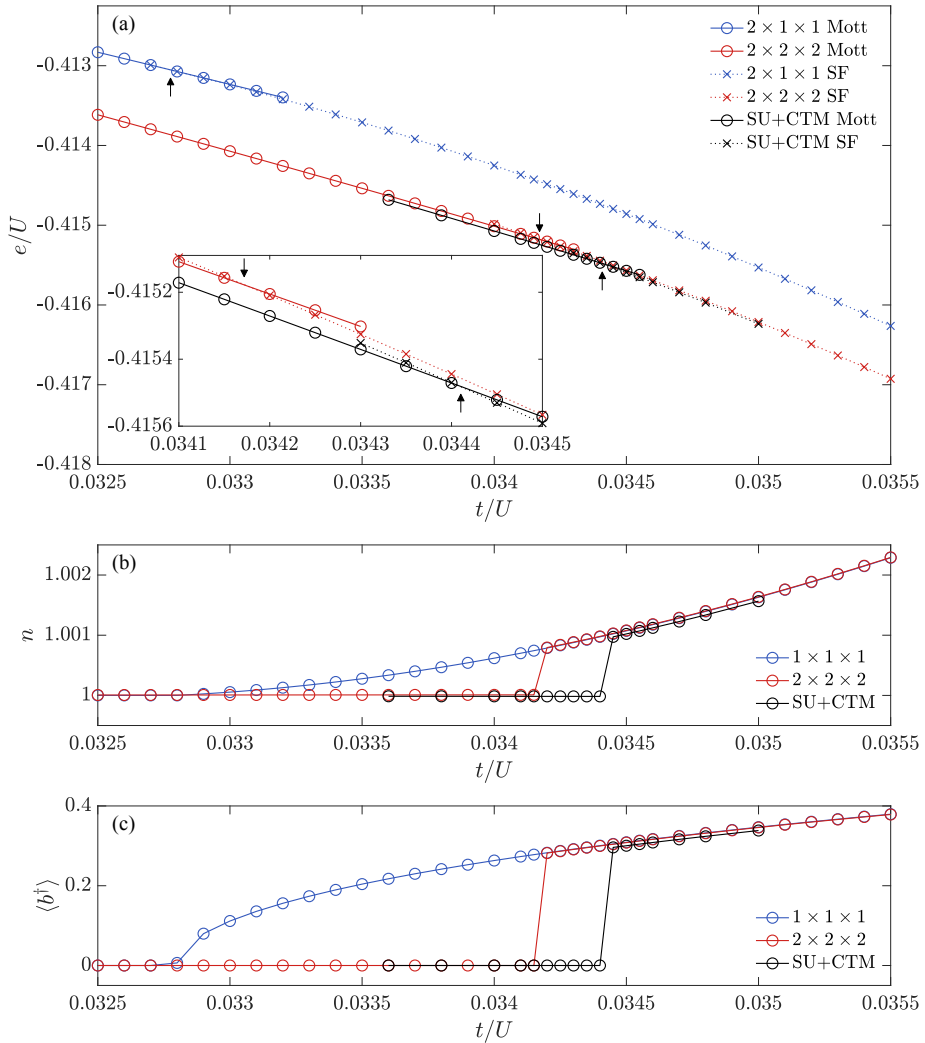 (a)
2 × 1 × 1 Mott
2 × 2 × 2 Mott
2 × 1 × 1 SF
2 × 2 × 2 SF
SU+CTM Mott
SU+CTM SF
e/U
-0.413
-0.414
-0.415
-0.416
-0.417
-0.418
-0.4152
-0.4154
-0.4156
0.0341 0.0342 0.0343 0.0344 0.0345
0.0325 0.033 0.0335 0.034 0.0345 0.035 0.0355
t/U
(b)
n
1.002
1.001
1
1 × 1 × 1
2 × 2 × 2
SU+CTM
0.0325 0.033 0.0335 0.034 0.0345 0.035 0.0355
t/U
(c)
⟨b†⟩
0.4
0.2
0
1 × 1 × 1
2 × 2 × 2
SU+CTM
0.0325 0.033 0.0335 0.034 0.0345 0.035 0.0355
t/U